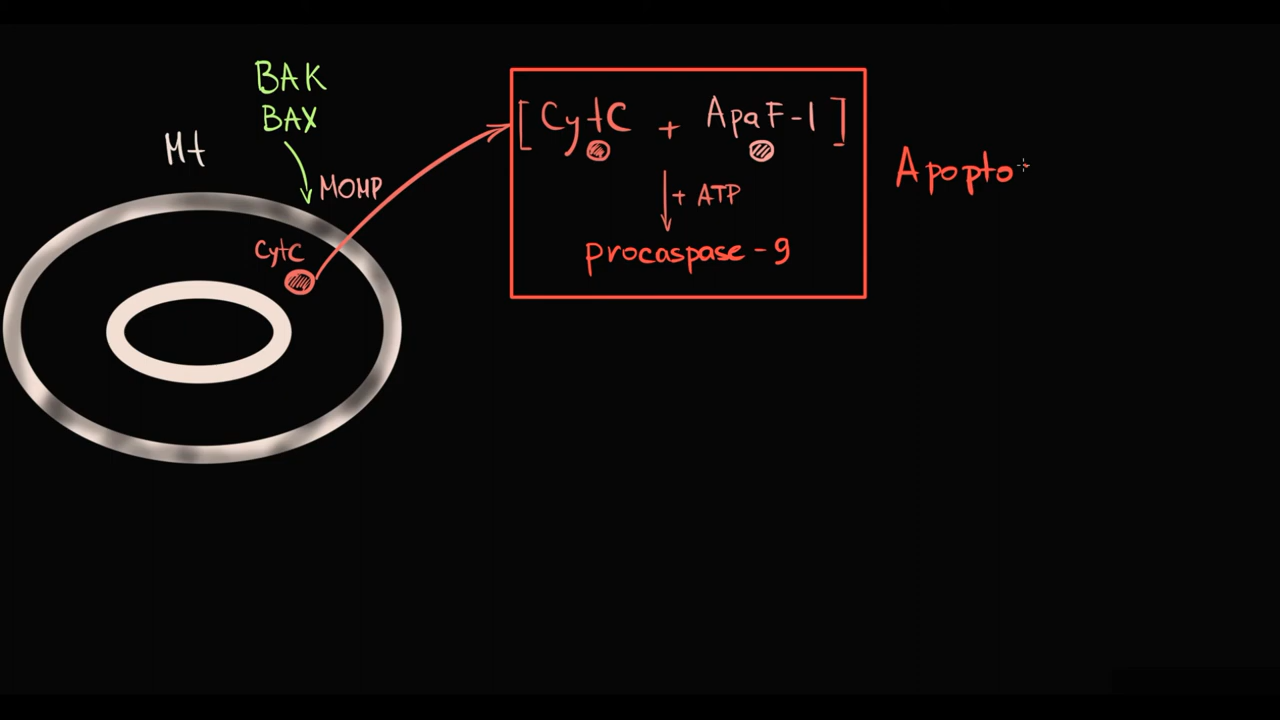 BAK
BAX
Mt
MOMP
CytC
[CytC + ApaF-1]
+ ATP
procaspase-9
Apopto